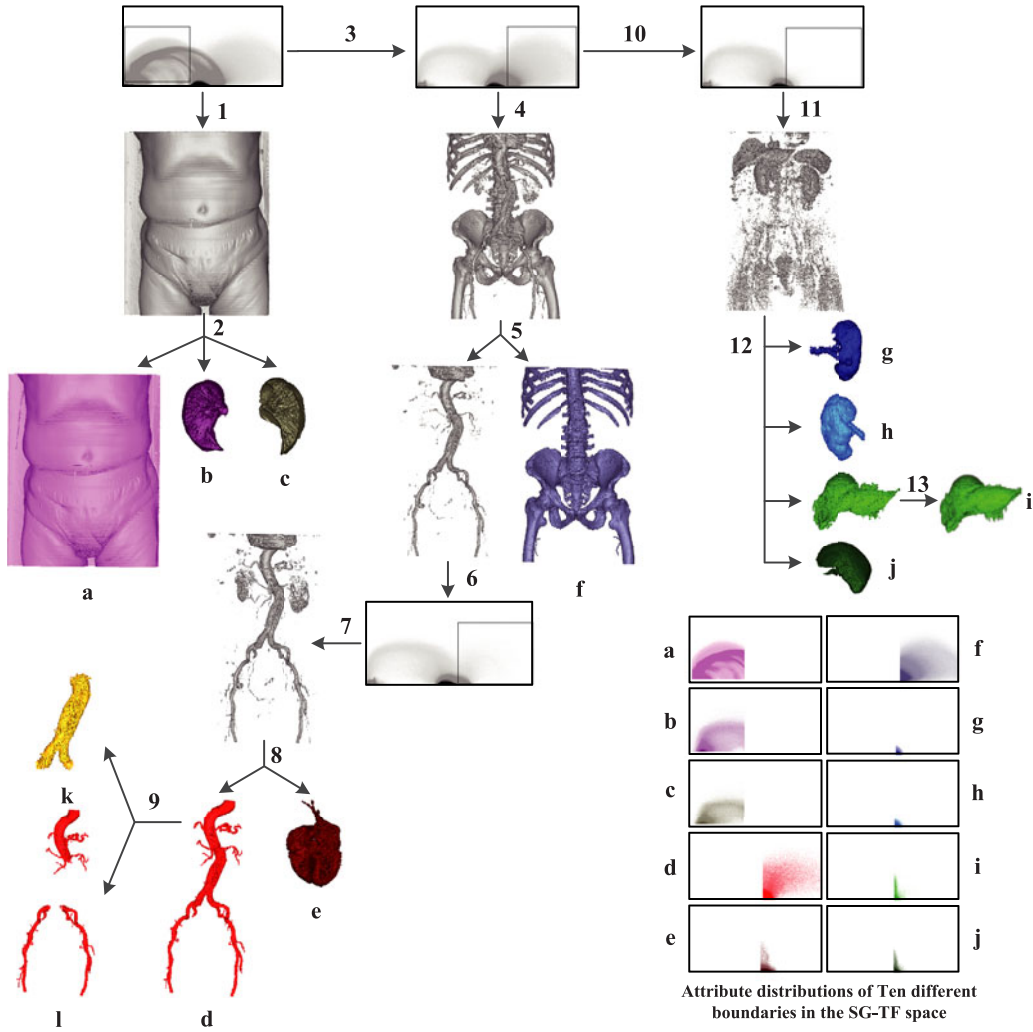 3
10
1
4
11
2
5
12
g
b
c
h
13
i
a
6
f
j
7
a
f
b
g
8
k
9
c
h
d
i
e
e
j
l
d
Attribute distributions of Ten different
boundaries in the SG-TF space